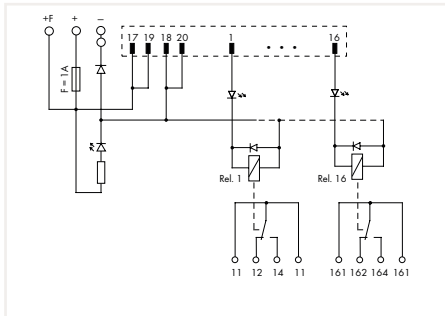 +F + –
17 19 18 20 1 16
F = 1A
Rel. 1 Rel. 16
11 12 14 11 161 162 164 161